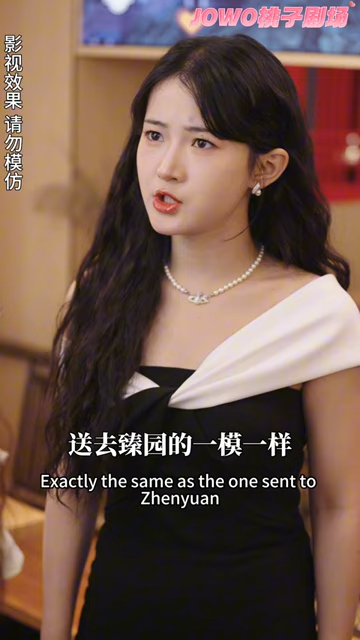 JOWO桃子剧场
影视效果 请勿模仿
送去臻园的一模一样
Exactly the same as the one sent to
Zhenyuan